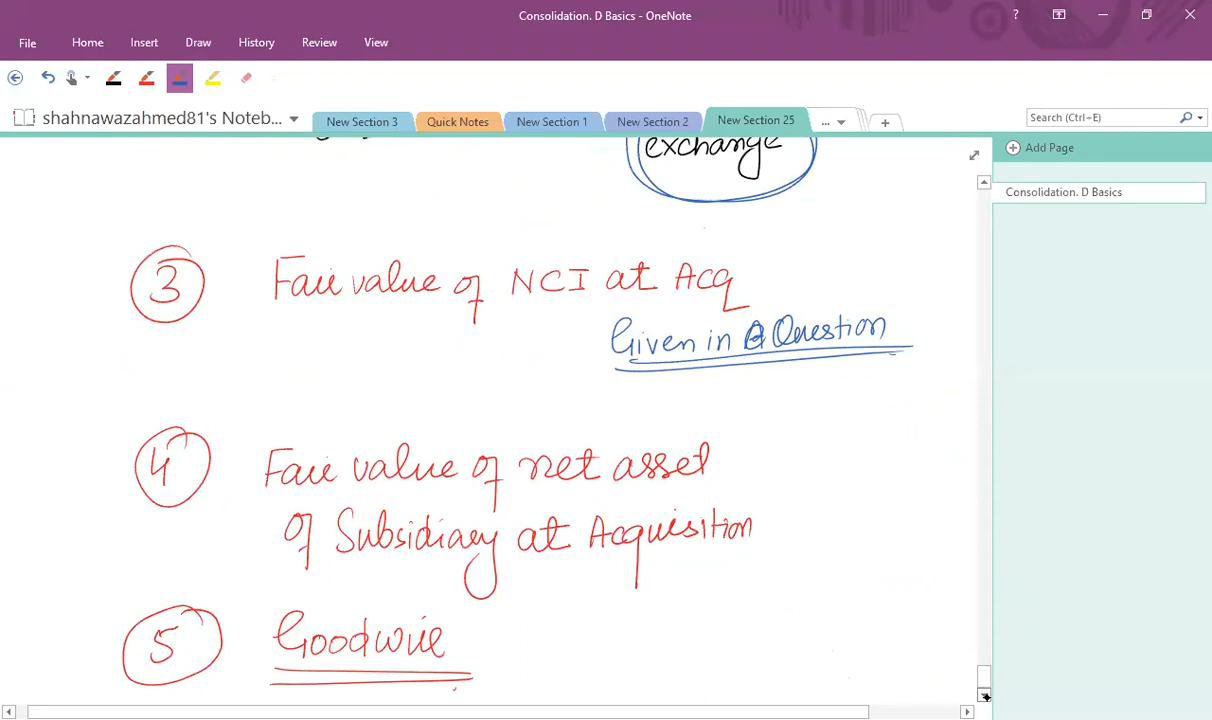 Consolidation. D Basics - OneNote
?
File Home Insert Draw History Review View
shahnawazahmed81's Noteb...
New Section 3
Quick Notes
New Section 1
New Section 2
New Section 25
...
Search (Ctrl+E)
Add Page
Consolidation. D Basics
exchange
3 Fair value of NCI at Acq
Given in Question
4 Fair value of net asset
of Subsidiary at Acquisition
5 Goodwill